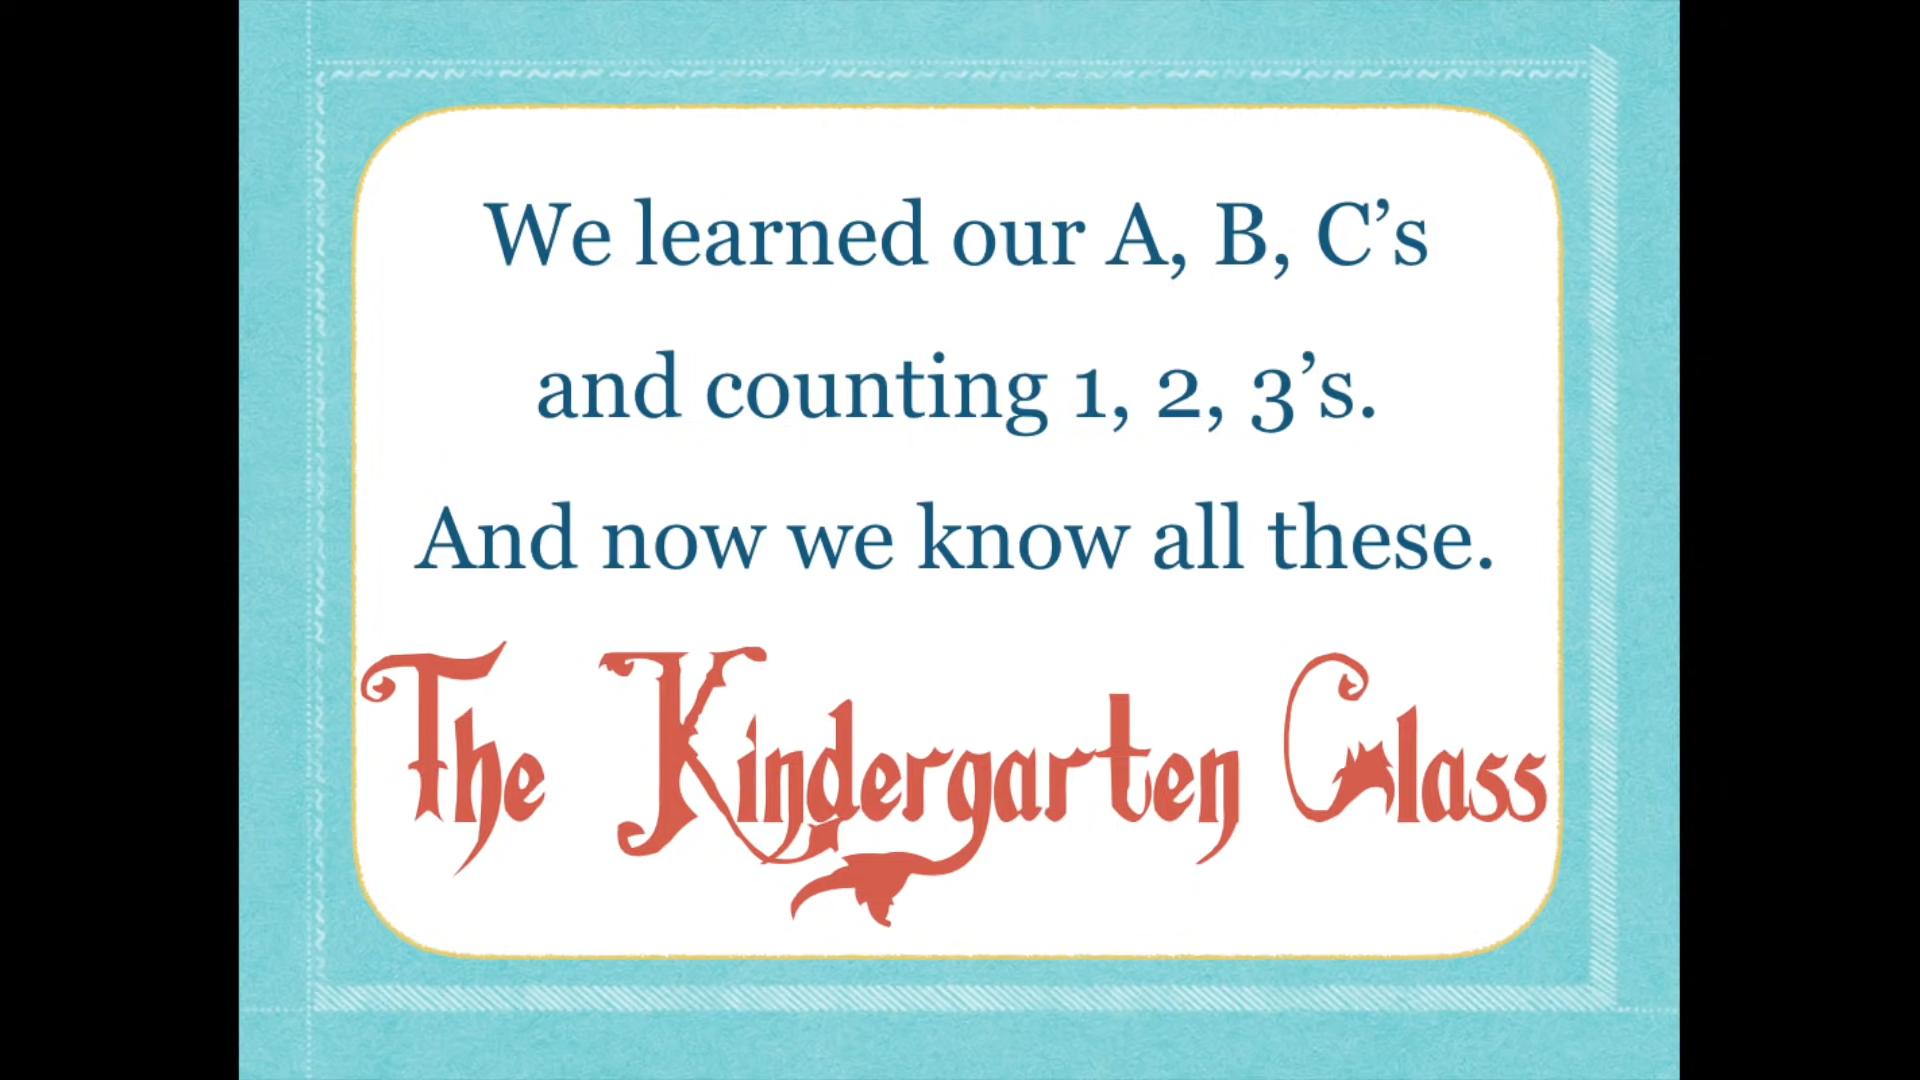 We learned our A, B, C’s
and counting 1, 2, 3’s.
And now we know all these.
The Kindergarten Class